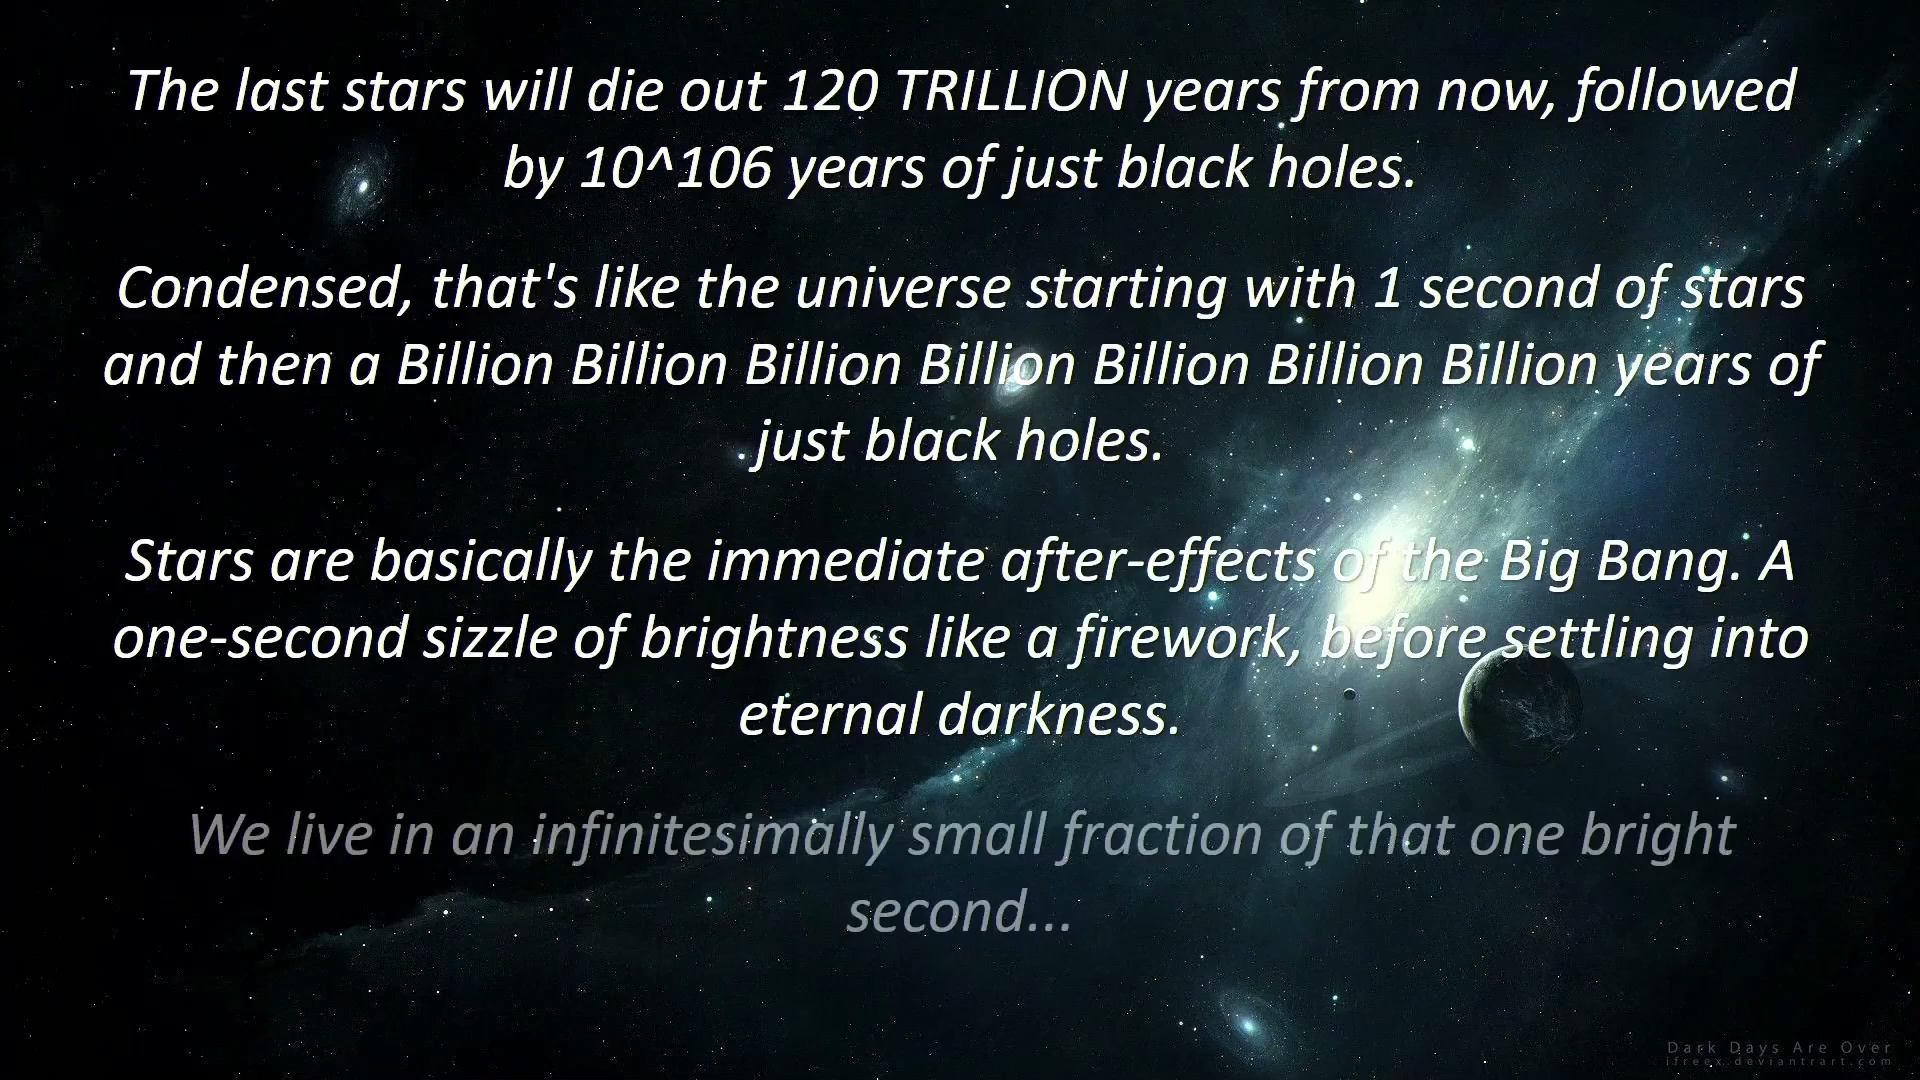 The last stars will die out 120 TRILLION years from now, followed
by 10^106 years of just black holes.
Condensed, that's like the universe starting with 1 second of stars
and then a Billion Billion Billion Billion Billion Billion Billion years of
just black holes.
Stars are basically the immediate after-effects of the Big Bang. A
one-second sizzle of brightness like a firework, before settling into
eternal darkness.
We live in an infinitesimally small fraction of that one bright
second...
Dark Days Are Over
ifreex.deviantrart.com